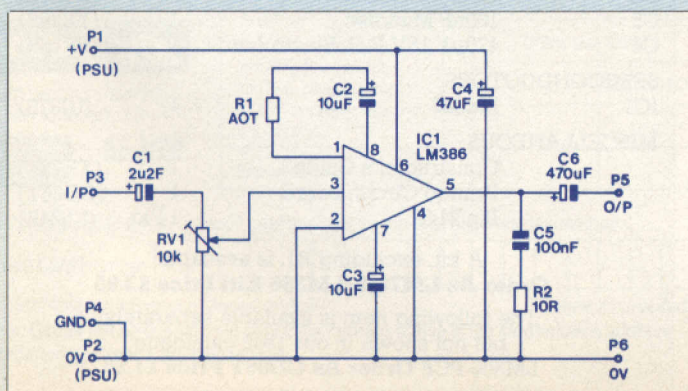 P1
+V
(PSU)
R1
AOT
C2
10uF
+
C4
47uF
+
IC1
LM386
1
8
6
3
2
5
7
4
P3
I/P
C1
2u2F
+
RV1
10k
C3
10uF
+
C6
470uF
+
P5
O/P
C5
100nF
R2
10R
P4
GND
P2
0V
(PSU)
P6
0V